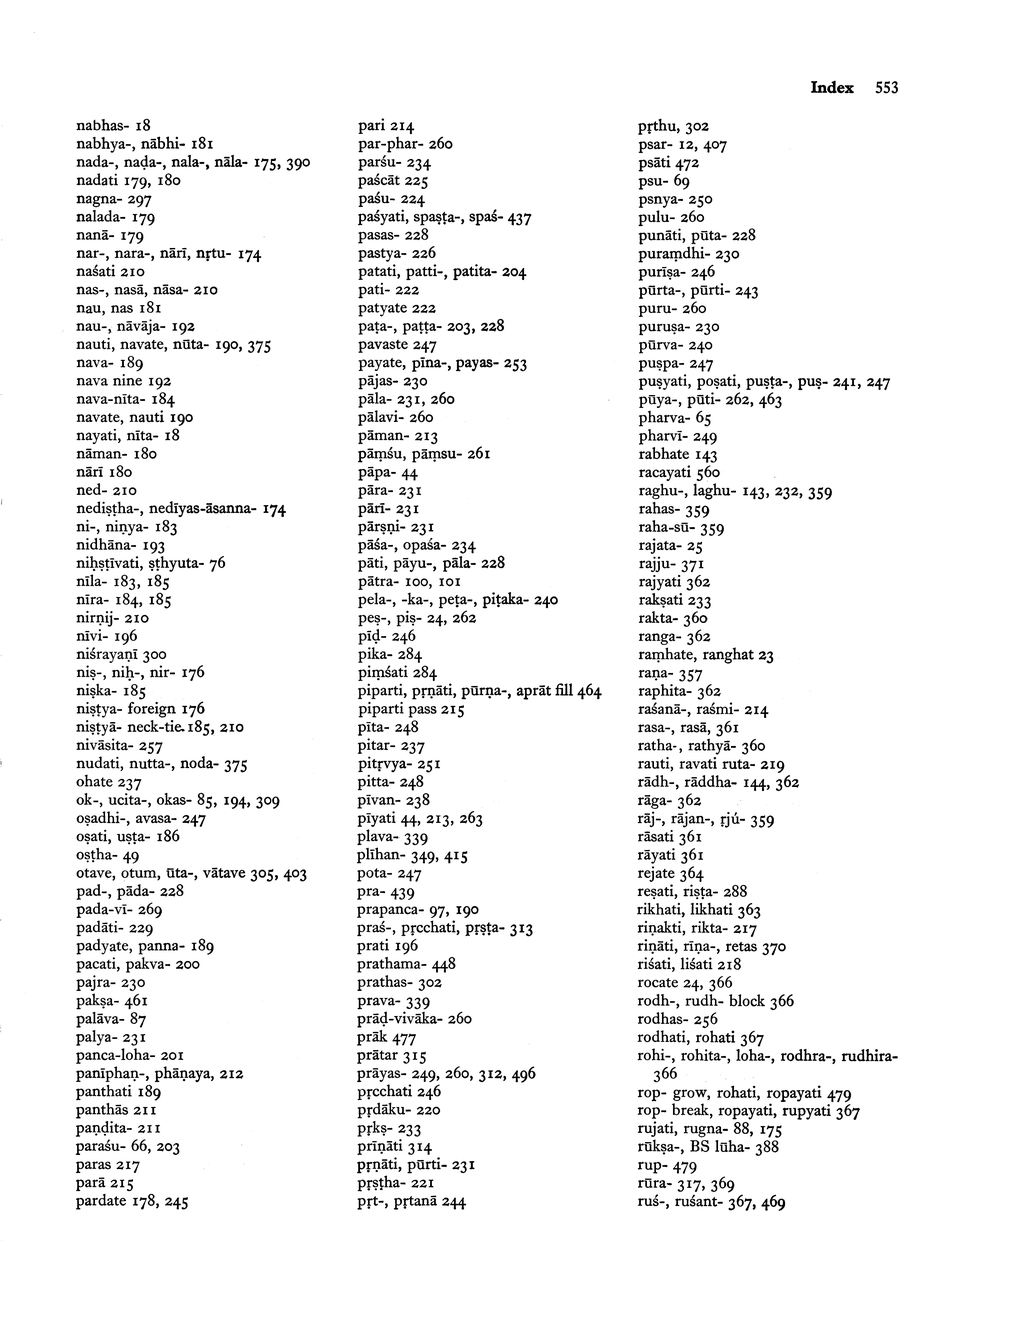 Index 553
nabhas- 18
nabhya-, nābhi- 181
nada-, naḍa-, nala-, nāla- 175, 390
nadati 179, 180
nagna- 297
nalada- 179
nanā- 179
nar-, nara-, nārī, nṛtu- 174
naśati 210
nas-, nasā, nāsa- 210
nau, nas 181
nau-, nāvāja- 192
nauti, navate, nūta- 190, 375
nava- 189
nava nine 192
nava-nīta- 184
navate, nauti 190
nayati, nīta- 18
nāman- 180
nārī 180
ned- 210
nediṣṭha-, nedīyas-āsanna- 174
ni-, niṇya- 183
nidhāna- 193
niḥṣṭīvati, ṣṭhyuta- 76
nīla- 183, 185
nīra- 184, 185
nirṇij- 210
nīvi- 196
niśrayaṇī 300
niṣ-, niḥ-, nir- 176
niṣka- 185
niṣṭya- foreign 176
niṣṭyā- neck-tie 185, 210
nivāsita- 257
nudati, nutta-, noda- 375
ohate 237
ok-, ucita-, okas- 85, 194, 309
oṣadhi-, avasa- 247
oṣati, uṣṭa- 186
oṣṭha- 49
otave, otum, ūta-, vātave 305, 403
pad-, pāda- 228
pada-vī- 269
padāti- 229
padyate, panna- 189
pacati, pakva- 200
pajra- 230
pakṣa- 461
palāva- 87
palya- 231
panca-loha- 201
panīphaṇ-, phāṇaya, 212
panthati 189
panthās 211
paṇḍita- 211
paraśu- 66, 203
paras 217
parā 215
pardate 178, 245
pari 214
par-phar- 260
parśu- 234
paścāt 225
paśu- 224
paśyati, spaṣṭa-, spaś- 437
pasas- 228
pastya- 226
patati, patti-, patita- 204
pati- 222
patyate 222
paṭa-, paṭṭa- 203, 228
pavaste 247
payate, pīna-, payas- 253
pājas- 230
pāla- 231, 260
pālavi- 260
pāman- 213
pāṃśu, pāṃsu- 261
pāpa- 44
pāra- 231
pārī- 231
pārṣṇi- 231
pāśa-, opaśa- 234
pāti, pāyu-, pāla- 228
pātra- 100, 101
pela-, -ka-, peṭa-, piṭaka- 240
peṣ-, piṣ- 24, 262
pīḍ- 246
pika- 284
piṃśati 284
piparti, pṛṇāti, pūrṇa-, aprāt fill 464
piparti pass 215
pīta- 248
pitar- 237
pitṛvya- 251
pitta- 248
pīvan- 238
pīyati 44, 213, 263
plava- 339
plīhan- 349, 415
pota- 247
pra- 439
prapanca- 97, 190
praś-, pṛcchati, pṛṣṭa- 313
prati 196
prathama- 448
prathas- 302
prava- 339
prāḍ-vivāka- 260
prāk 477
prātar 315
prāyas- 249, 260, 312, 496
pṛcchati 246
pṛdāku- 220
pṛkṣ- 233
prīṇāti 314
pṛṇāti, pūrti- 231
pṛṣṭha- 221
pṛt-, pṛtanā 244
pṛthu, 302
psar- 12, 407
psāti 472
psu- 69
psnya- 250
pulu- 260
punāti, pūta- 228
puraṃdhi- 230
purīṣa- 246
pūrta-, pūrti- 243
puru- 260
puruṣa- 230
pūrva- 240
puṣpa- 247
puṣyati, poṣati, puṣṭa-, puṣ- 241, 247
pūya-, pūti- 262, 463
pharva- 65
pharvī- 249
rabhate 143
racayati 560
raghu-, laghu- 143, 232, 359
rahas- 359
raha-sū- 359
rajata- 25
rajju- 371
rajyati 362
rakṣati 233
rakta- 360
ranga- 362
raṃhate, ranghat 23
raṇa- 357
raphita- 362
raśanā-, raśmi- 214
rasa-, rasā, 361
ratha-, rathyā- 360
rauti, ravati ruta- 219
rādh-, rāddha- 144, 362
rāga- 362
rāj-, rājan-, ṛjú- 359
rāsati 361
rāyati 361
rejate 364
reṣati, riṣṭa- 288
rikhati, likhati 363
riṇakti, rikta- 217
riṇāti, rīṇa-, retas 370
riśati, liśati 218
rocate 24, 366
rodh-, rudh- block 366
rodhas- 256
rodhati, rohati 367
rohi-, rohita-, loha-, rodhra-, rudhira-
366
rop- grow, rohati, ropayati 479
rop- break, ropayati, rupyati 367
rujati, rugna- 88, 175
rūkṣa-, BS lūha- 388
rup- 479
rūra- 317, 369
ruś-, ruśant- 367, 469